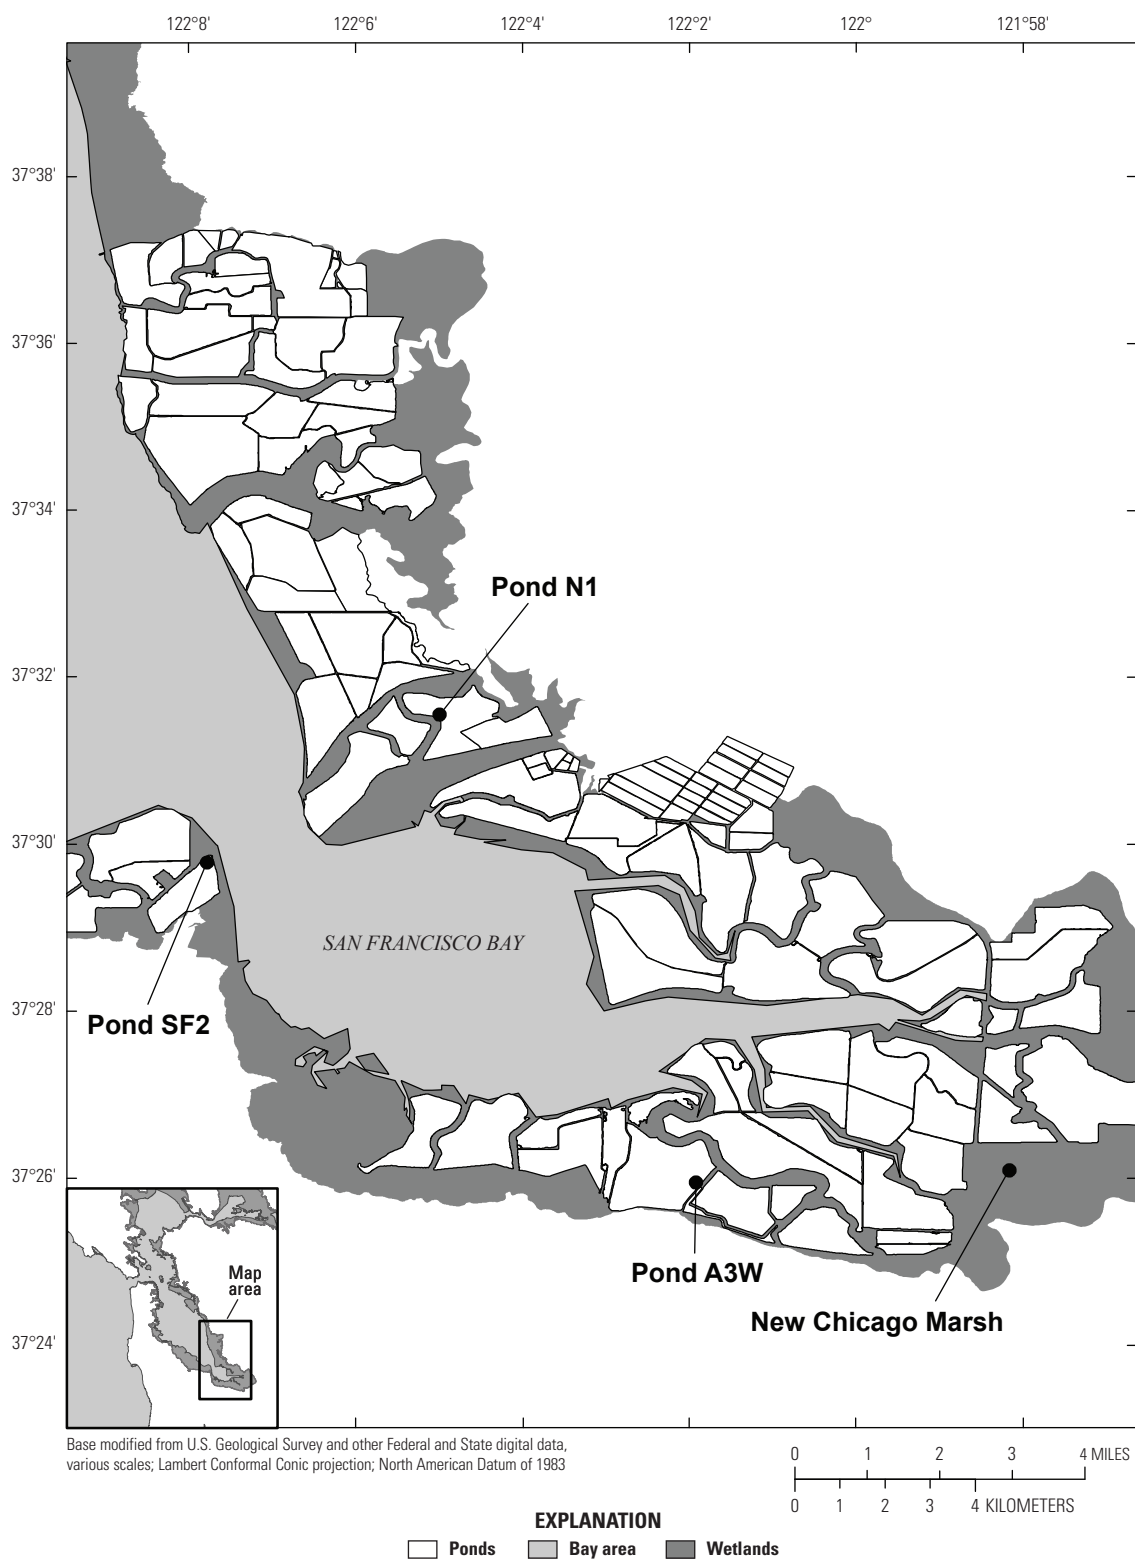 122°8' 122°6' 122°4' 122°2' 122° 121°58'
37°38'
37°36'
37°34'
Pond N1
37°32'
37°30'
SAN FRANCISCO BAY
37°28'
Pond SF2
37°26'
Pond A3W
New Chicago Marsh
Map
area
37°24'
Base modified from U.S. Geological Survey and other Federal and State digital data,
various scales; Lambert Conformal Conic projection; North American Datum of 1983
0 1 2 3 4 MILES
0 1 2 3 4 KILOMETERS
EXPLANATION
Ponds Bay area Wetlands